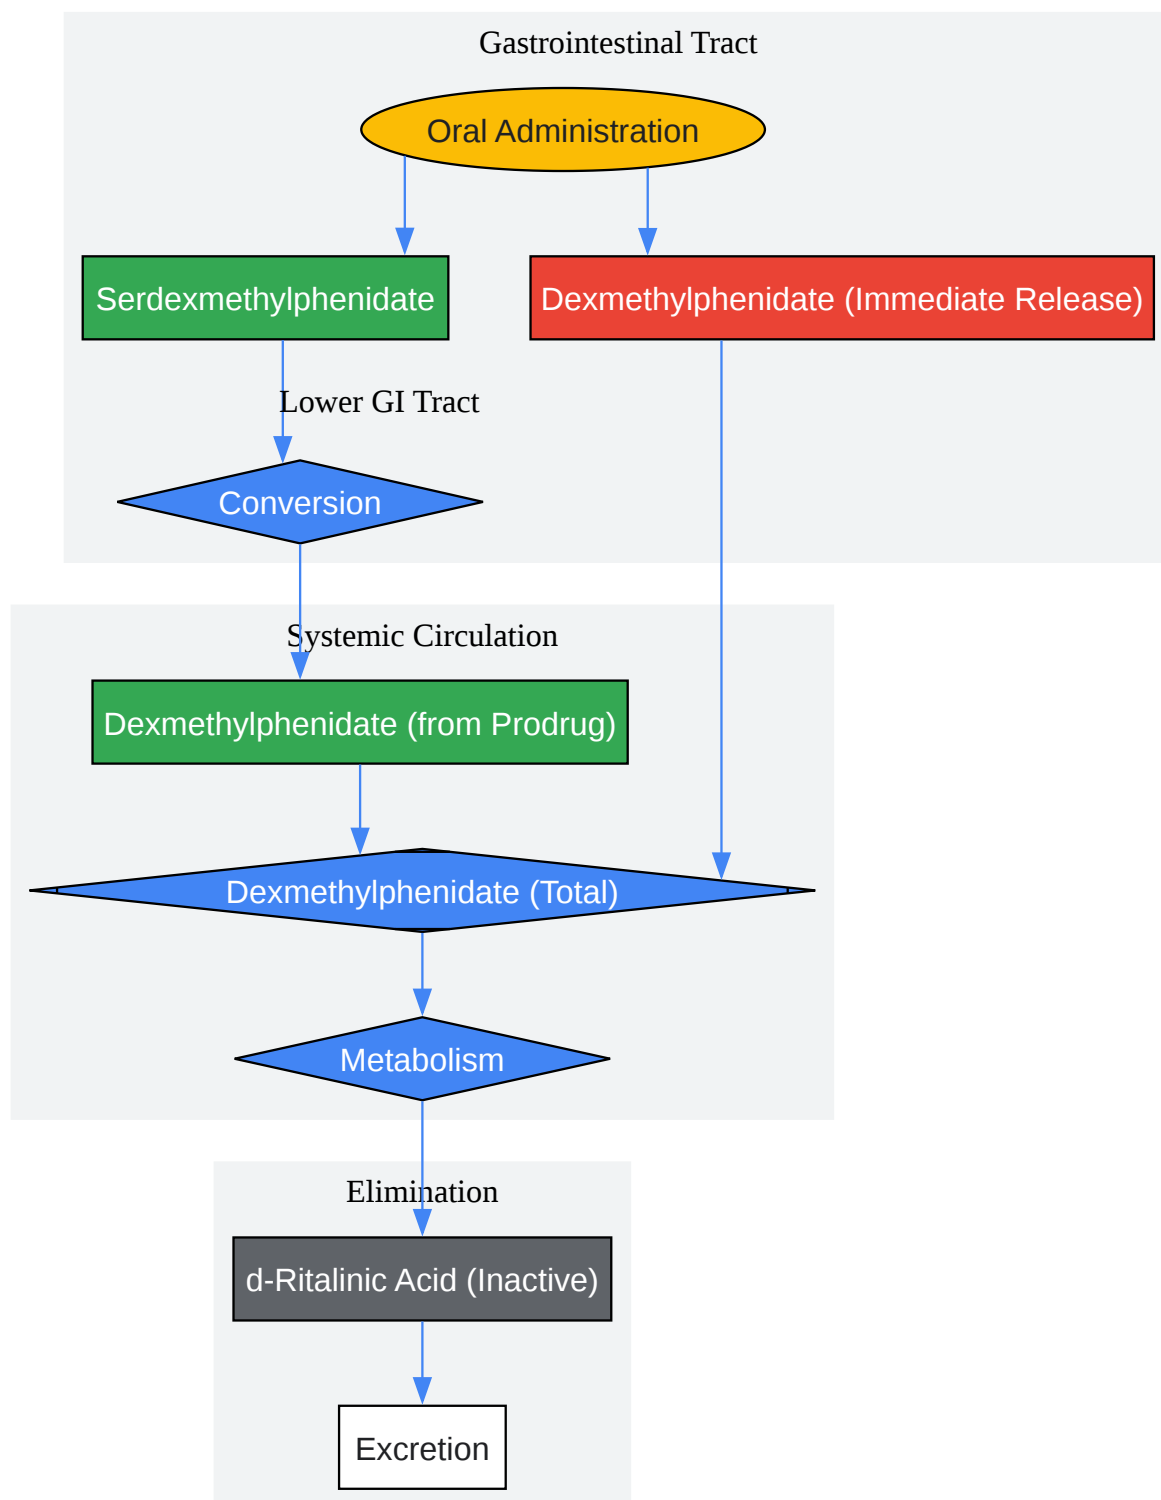 Gastrointestinal Tract
Oral Administration
Serdexmethylphenidate
Dexmethylphenidate (Immediate Release)
Lower GI Tract
Conversion
Systemic Circulation
Dexmethylphenidate (from Prodrug)
Dexmethylphenidate (Total)
Metabolism
Elimination
d-Ritalinic Acid (Inactive)
Excretion